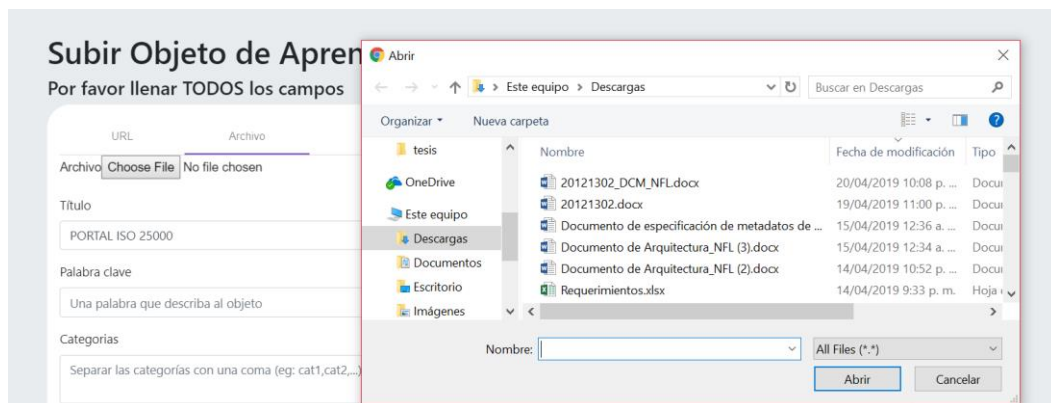 Subir Objeto de Apren
Por favor llenar TODOS los campos
URL Archivo
Archivo Choose File No file chosen
Título
PORTAL ISO 25000
Palabra clave
Una palabra que describa al objeto
Categorias
Separar las categorías con una coma (eg: cat1,cat2,...)
Abrir
Este equipo > Descargas
Buscar en Descargas
Organizar Nueva carpeta
tesis
OneDrive
Este equipo
Descargas
Documentos
Escritorio
Imágenes
Nombre Fecha de modificación Tipo
20121302_DCM_NFL.docx 20/04/2019 10:08 p. ... Docu
20121302.docx 19/04/2019 11:00 p. ... Docu
Documento de especificación de metadatos de ... 15/04/2019 12:36 a. ... Docu
Documento de Arquitectura_NFL (3).docx 15/04/2019 12:34 a. ... Docu
Documento de Arquitectura_NFL (2).docx 14/04/2019 10:52 p. ... Docu
Requerimientos.xlsx 14/04/2019 9:33 p. m. Hoja
Nombre:
All Files (*.*)
Abrir Cancelar